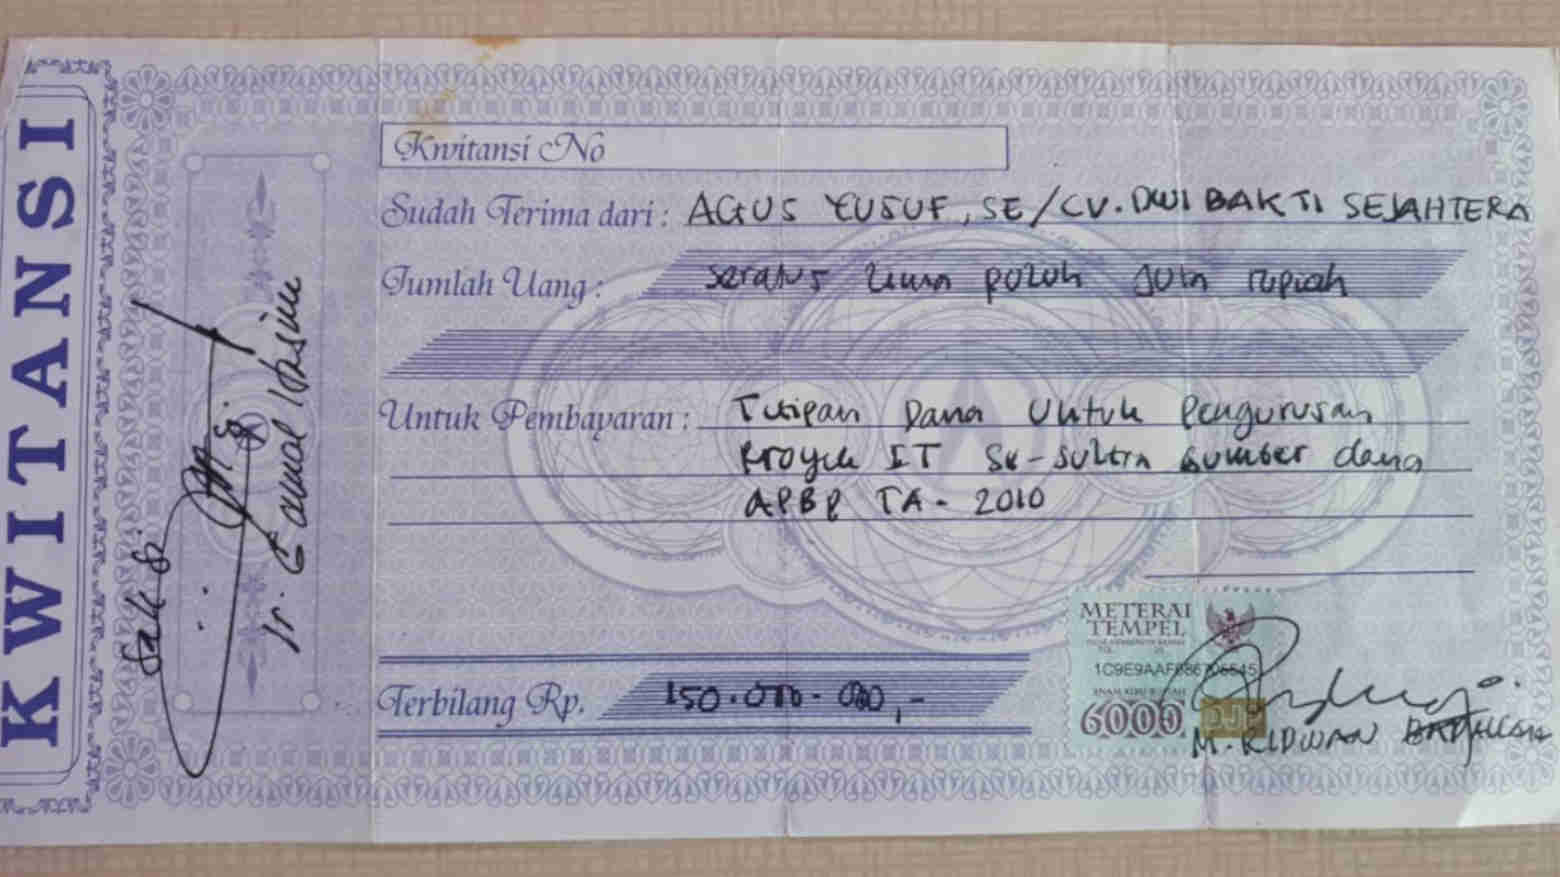 KWITANSI
Kwitansi No
Sudah Terima dari : AGUS YUSUF, SE/CV. DWI BAKTI SEJAHTERA
Jumlah Uang : seratus lima puluh juta rupiah
Untuk Pembayaran : Titipan Dana Untuk Pengurusan
Proyek IT Se-Sultra sumber dana
APBP TA- 2010
Terbilang Rp. 150.000.000,-
METERAI
TEMPEL
6000
DJP
M. RIDWAN
Ir.